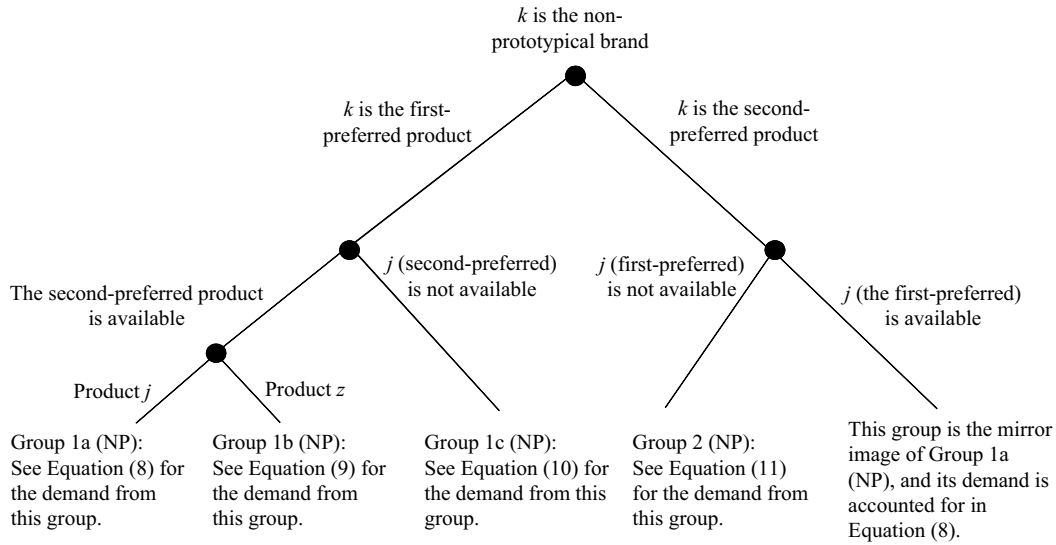 k is the non-
prototypical brand
k is the first-
preferred product
k is the second-
preferred product
j (second-preferred)
is not available
j (first-preferred)
is not available
The second-preferred product
is available
j (the first-preferred)
is available
Product j
Product z
Group 1a (NP):
See Equation (8) for
the demand from
this group.
Group 1b (NP):
See Equation (9) for
the demand from
this group.
Group 1c (NP):
See Equation (10) for
the demand from this
group.
Group 2 (NP):
See Equation (11)
for the demand from
this group.
This group is the mirror
image of Group 1a
(NP), and its demand is
accounted for in
Equation (8).